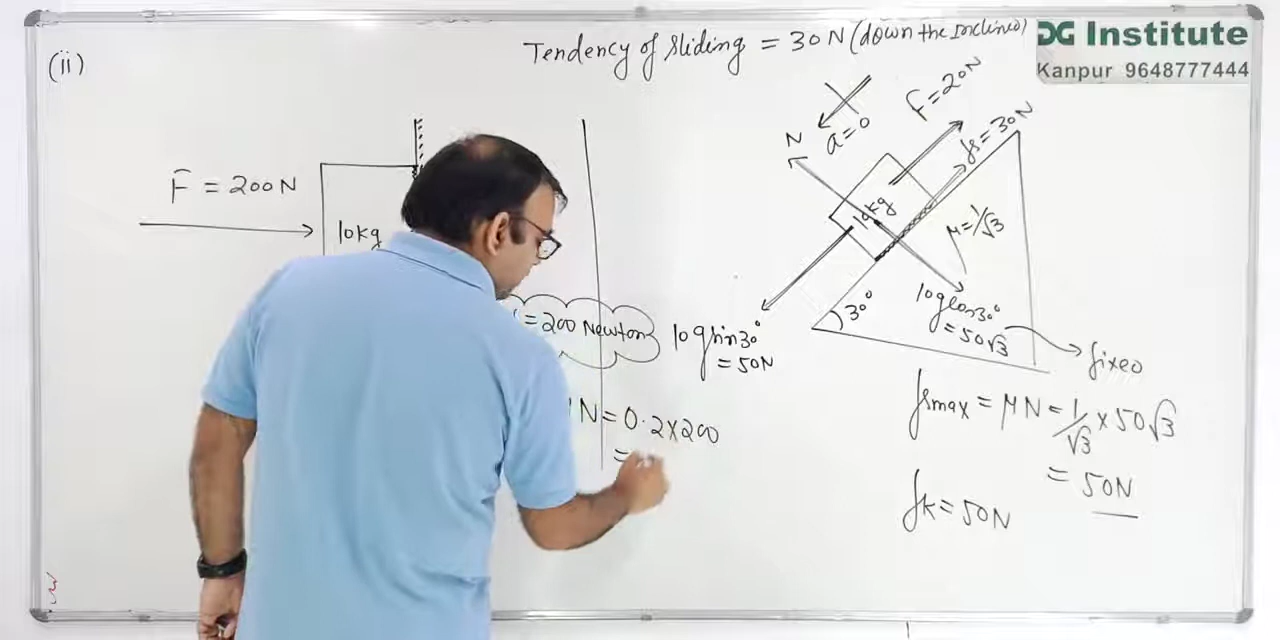 Tendency of sliding = 30N (down the Inclined)
DG Institute
Kanpur 9648777444
(ii)
F = 200N
10kg
= 200 Newton
N = 0.2 × 200
=
N
a = 0
F = 20N
fs = 30N
10kg
μ = 1/√3
30°
10g sin30°
= 50N
10g cos30°
= 50√3
fixed
fsmax = μN = 1/√3 × 50√3
= 50N
fk = 50N